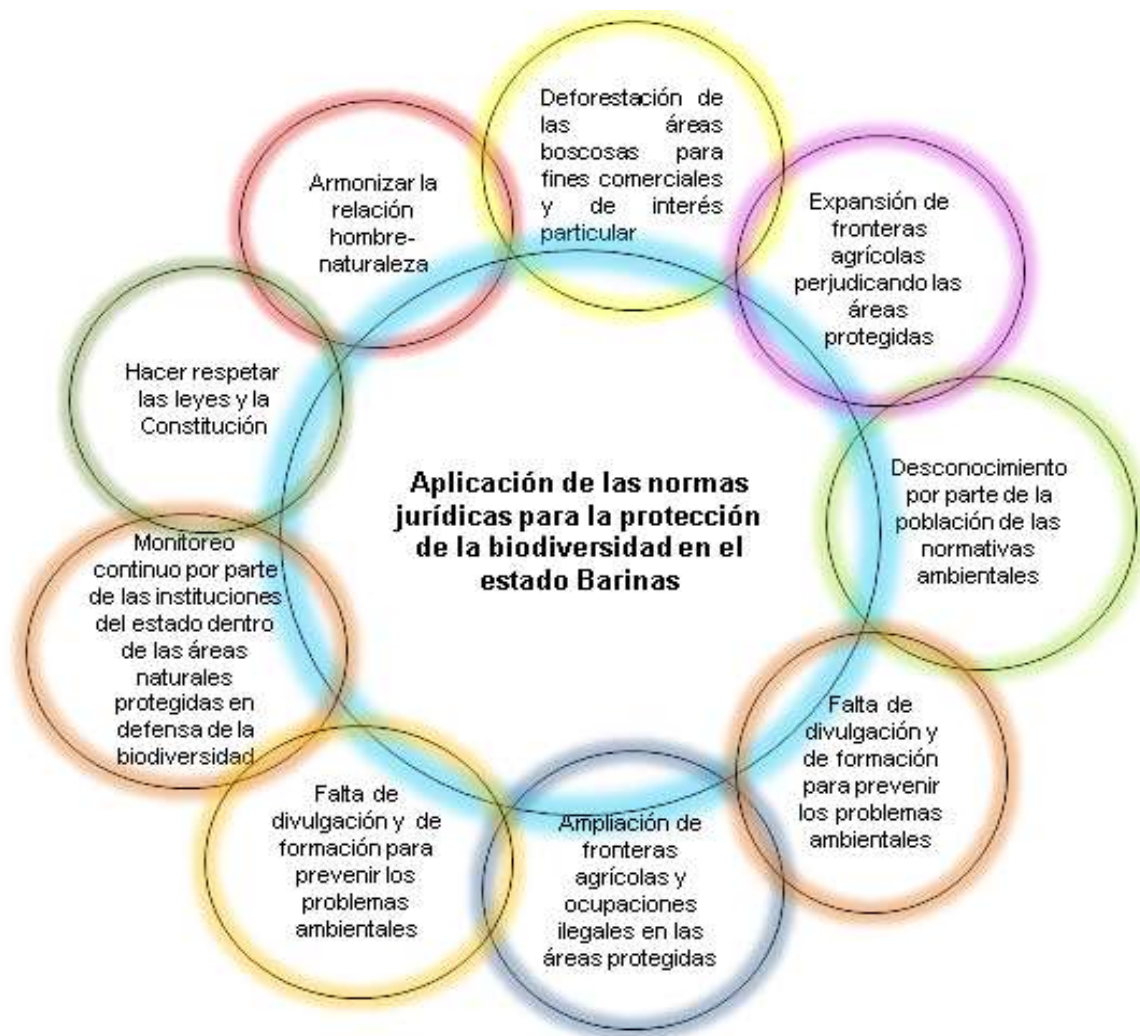 Deforestación de
las áreas
boscosas para
fines comerciales
y de interés
particular
Expansión de
fronteras
agrícolas
perjudicando las
áreas
protegidas
Desconocimiento
por parte de la
población de las
normativas
ambientales
Falta de
divulgación y
de formación
para prevenir
los problemas
ambientales
Ampliación de
fronteras
agrícolas y
ocupaciones
ilegales en las
áreas protegidas
Falta de
divulgación y de
formación para
prevenir los
problemas
ambientales
Monitoreo
continuo por parte
de las instituciones
del estado dentro
de las áreas
naturales
protegidas en
defensa de la
biodiversidad
Hacer respetar
las leyes y la
Constitución
Armonizar la
relación
hombre-
naturaleza
Aplicación de las normas
jurídicas para la protección
de la biodiversidad en el
estado Barinas